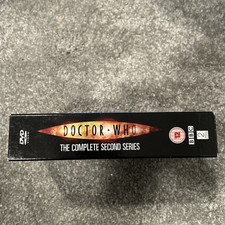 DVD
DOCTOR · WHO
THE COMPLETE SECOND SERIES
12
BBC